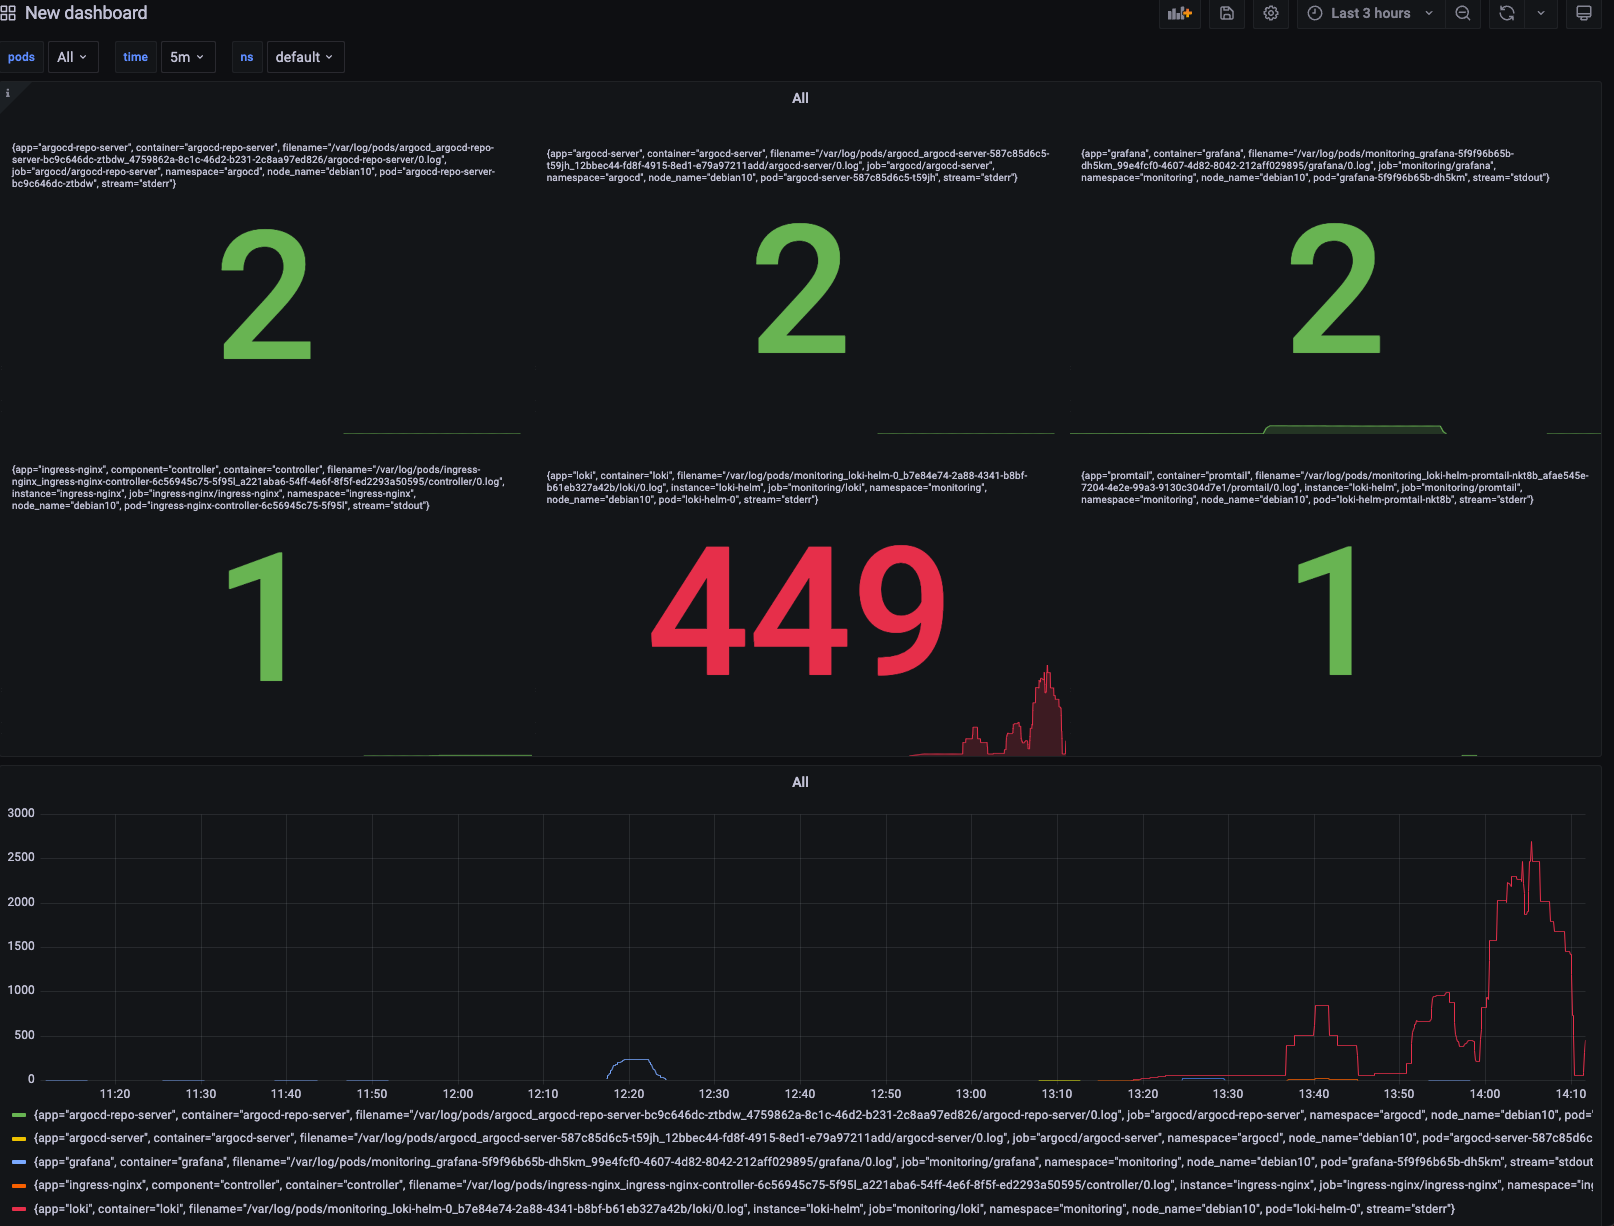 New dashboard
Last 3 hours
pods All time 5m ns default
i
All
{app="argocd-repo-server", container="argocd-repo-server", filename="/var/log/pods/argocd_argocd-repo-
server-bc9c646dc-ztbdw_4759862a-8c1c-46d2-b231-2c8aa97ed826/argocd-repo-server/0.log",
job="argocd/argocd-repo-server", namespace="argocd", node_name="debian10", pod="argocd-repo-server-
bc9c646dc-ztbdw", stream="stderr"}
2
{app="argocd-server", container="argocd-server", filename="/var/log/pods/argocd_argocd-server-587c85d6c5-
t59jh_12bbec44-fd8f-4915-8ed1-e79a97211add/argocd-server/0.log", job="argocd/argocd-server",
namespace="argocd", node_name="debian10", pod="argocd-server-587c85d6c5-t59jh", stream="stderr"}
2
{app="grafana", container="grafana", filename="/var/log/pods/monitoring_grafana-5f9f96b65b-
dh5km_99e4fcf0-4607-4d82-8042-212aff029895/grafana/0.log", job="monitoring/grafana",
namespace="monitoring", node_name="debian10", pod="grafana-5f9f96b65b-dh5km", stream="stdout"}
2
{app="ingress-nginx", component="controller", container="controller", filename="/var/log/pods/ingress-
nginx_ingress-nginx-controller-6c56945c75-5f95l_a221aba6-54ff-4e6f-8f5f-ed2293a50595/controller/0.log",
instance="ingress-nginx", job="ingress-nginx/ingress-nginx", namespace="ingress-nginx",
node_name="debian10", pod="ingress-nginx-controller-6c56945c75-5f95l", stream="stdout"}
1
{app="loki", container="loki", filename="/var/log/pods/monitoring_loki-helm-0_b7e84e74-2a88-4341-b8bf-
b61eb327a42b/loki/0.log", instance="loki-helm", job="monitoring/loki", namespace="monitoring",
node_name="debian10", pod="loki-helm-0", stream="stderr"}
449
{app="promtail", container="promtail", filename="/var/log/pods/monitoring_loki-helm-promtail-nkt8b_afae545e-
7204-4e2e-99a3-9130c304d7e1/promtail/0.log", instance="loki-helm", job="monitoring/promtail",
namespace="monitoring", node_name="debian10", pod="loki-helm-promtail-nkt8b", stream="stderr"}
1
All
3000
2500
2000
1500
1000
500
0
11:20 11:30 11:40 11:50 12:00 12:10 12:20 12:30 12:40 12:50 13:00 13:10 13:20 13:30 13:40 13:50 14:00 14:10
{app="argocd-repo-server", container="argocd-repo-server", filename="/var/log/pods/argocd_argocd-repo-server-bc9c646dc-ztbdw_4759862a-8c1c-46d2-b231-2c8aa97ed826/argocd-repo-server/0.log", job="argocd/argocd-repo-server", namespace="argocd", node_name="debian10", pod="
{app="argocd-server", container="argocd-server", filename="/var/log/pods/argocd_argocd-server-587c85d6c5-t59jh_12bbec44-fd8f-4915-8ed1-e79a97211add/argocd-server/0.log", job="argocd/argocd-server", namespace="argocd", node_name="debian10", pod="argocd-server-587c85d6c
{app="grafana", container="grafana", filename="/var/log/pods/monitoring_grafana-5f9f96b65b-dh5km_99e4fcf0-4607-4d82-8042-212aff029895/grafana/0.log", job="monitoring/grafana", namespace="monitoring", node_name="debian10", pod="grafana-5f9f96b65b-dh5km", stream="stdout
{app="ingress-nginx", component="controller", container="controller", filename="/var/log/pods/ingress-nginx_ingress-nginx-controller-6c56945c75-5f95l_a221aba6-54ff-4e6f-8f5f-ed2293a50595/controller/0.log", instance="ingress-nginx", job="ingress-nginx/ingress-nginx", namespace="ing
{app="loki", container="loki", filename="/var/log/pods/monitoring_loki-helm-0_b7e84e74-2a88-4341-b8bf-b61eb327a42b/loki/0.log", instance="loki-helm", job="monitoring/loki", namespace="monitoring", node_name="debian10", pod="loki-helm-0", stream="stderr"}